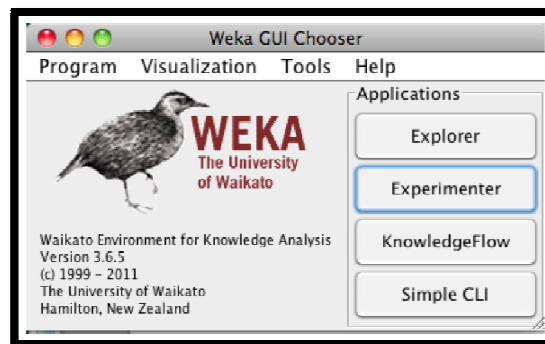 Weka GUI Chooser
Program Visualization Tools Help
WEKA
The University
of Waikato
Waikato Environment for Knowledge Analysis
Version 3.6.5
(c) 1999 - 2011
The University of Waikato
Hamilton, New Zealand
Applications
Explorer
Experimenter
KnowledgeFlow
Simple CLI